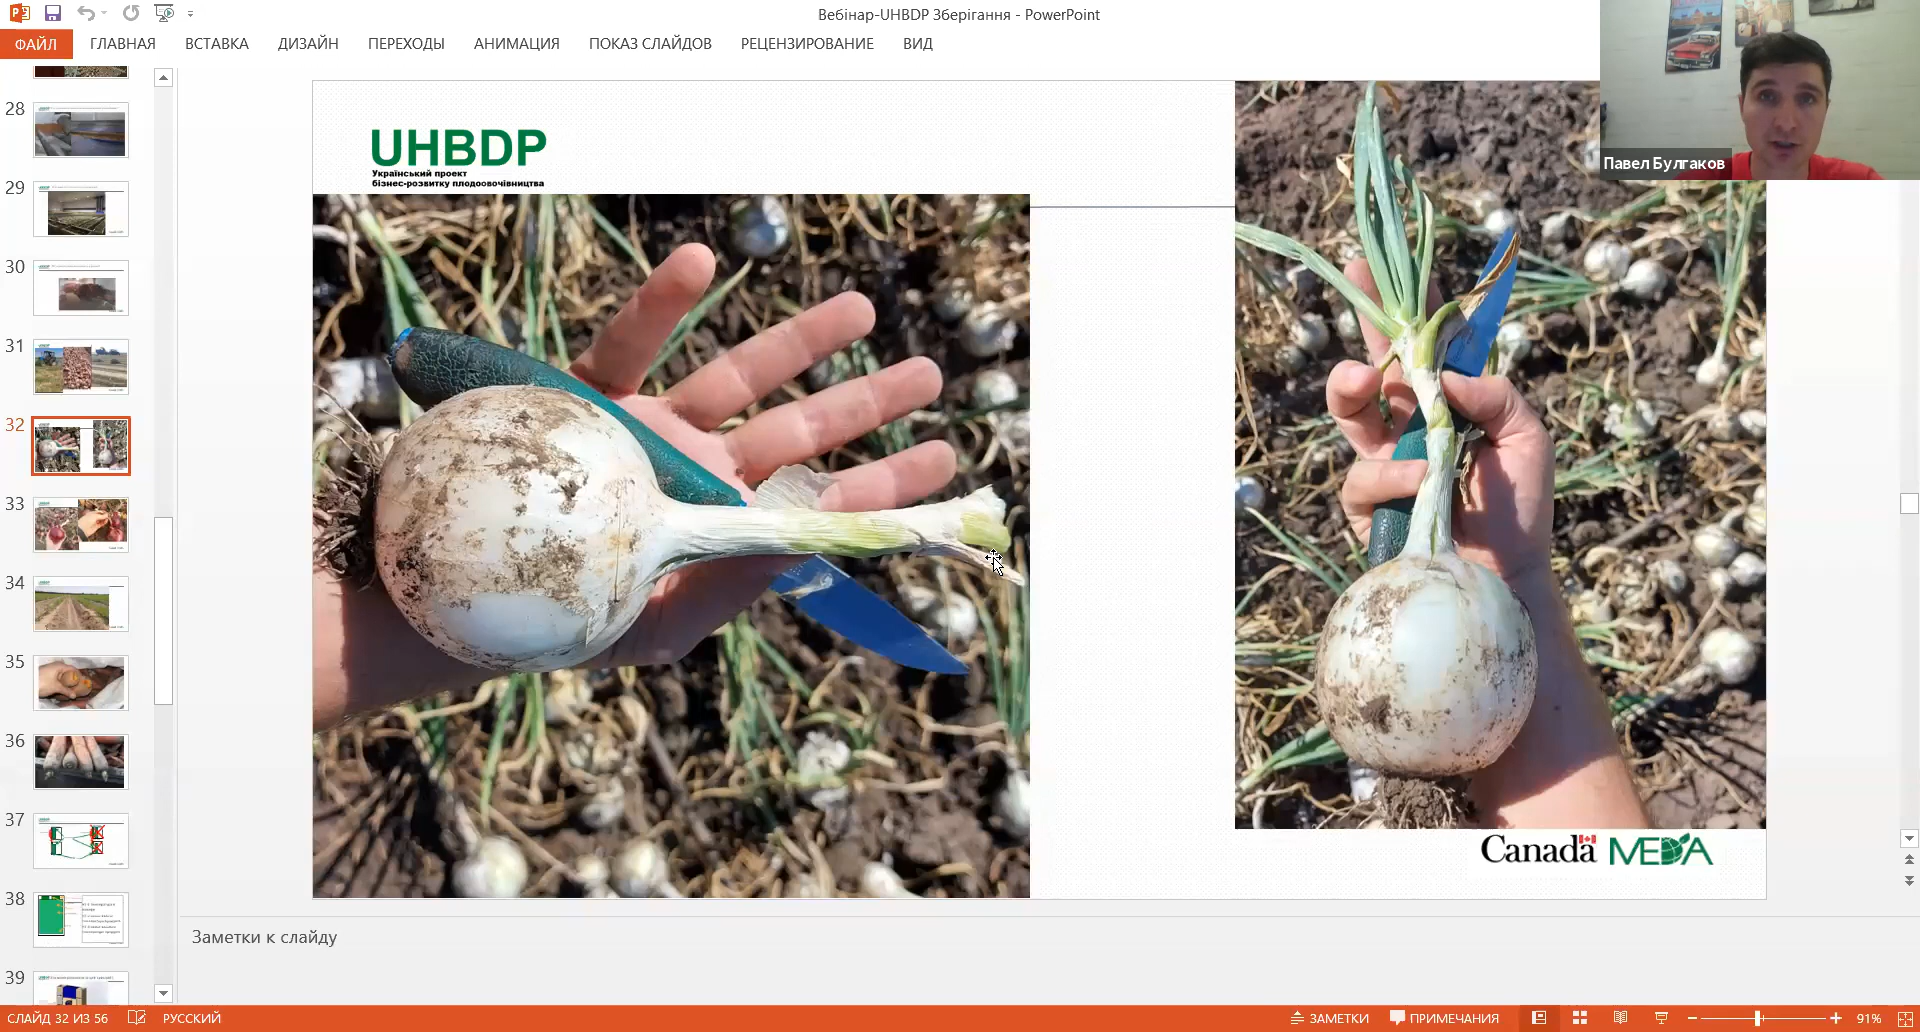 Вебінар-UHBDP Зберігання - PowerPoint
ФАЙЛ ГЛАВНАЯ ВСТАВКА ДИЗАЙН ПЕРЕХОДЫ АНИМАЦИЯ ПОКАЗ СЛАЙДОВ РЕЦЕНЗИРОВАНИЕ ВИД
Павел Булгаков
28
29
30
31
32
33
34
35
36
37
38
39
UHBDP
Український проект
бізнес-розвитку плодоовочівництва
Canada MEDA
Заметки к слайду
СЛАЙД 32 ИЗ 56 РУССКИЙ ЗАМЕТКИ ПРИМЕЧАНИЯ 91%